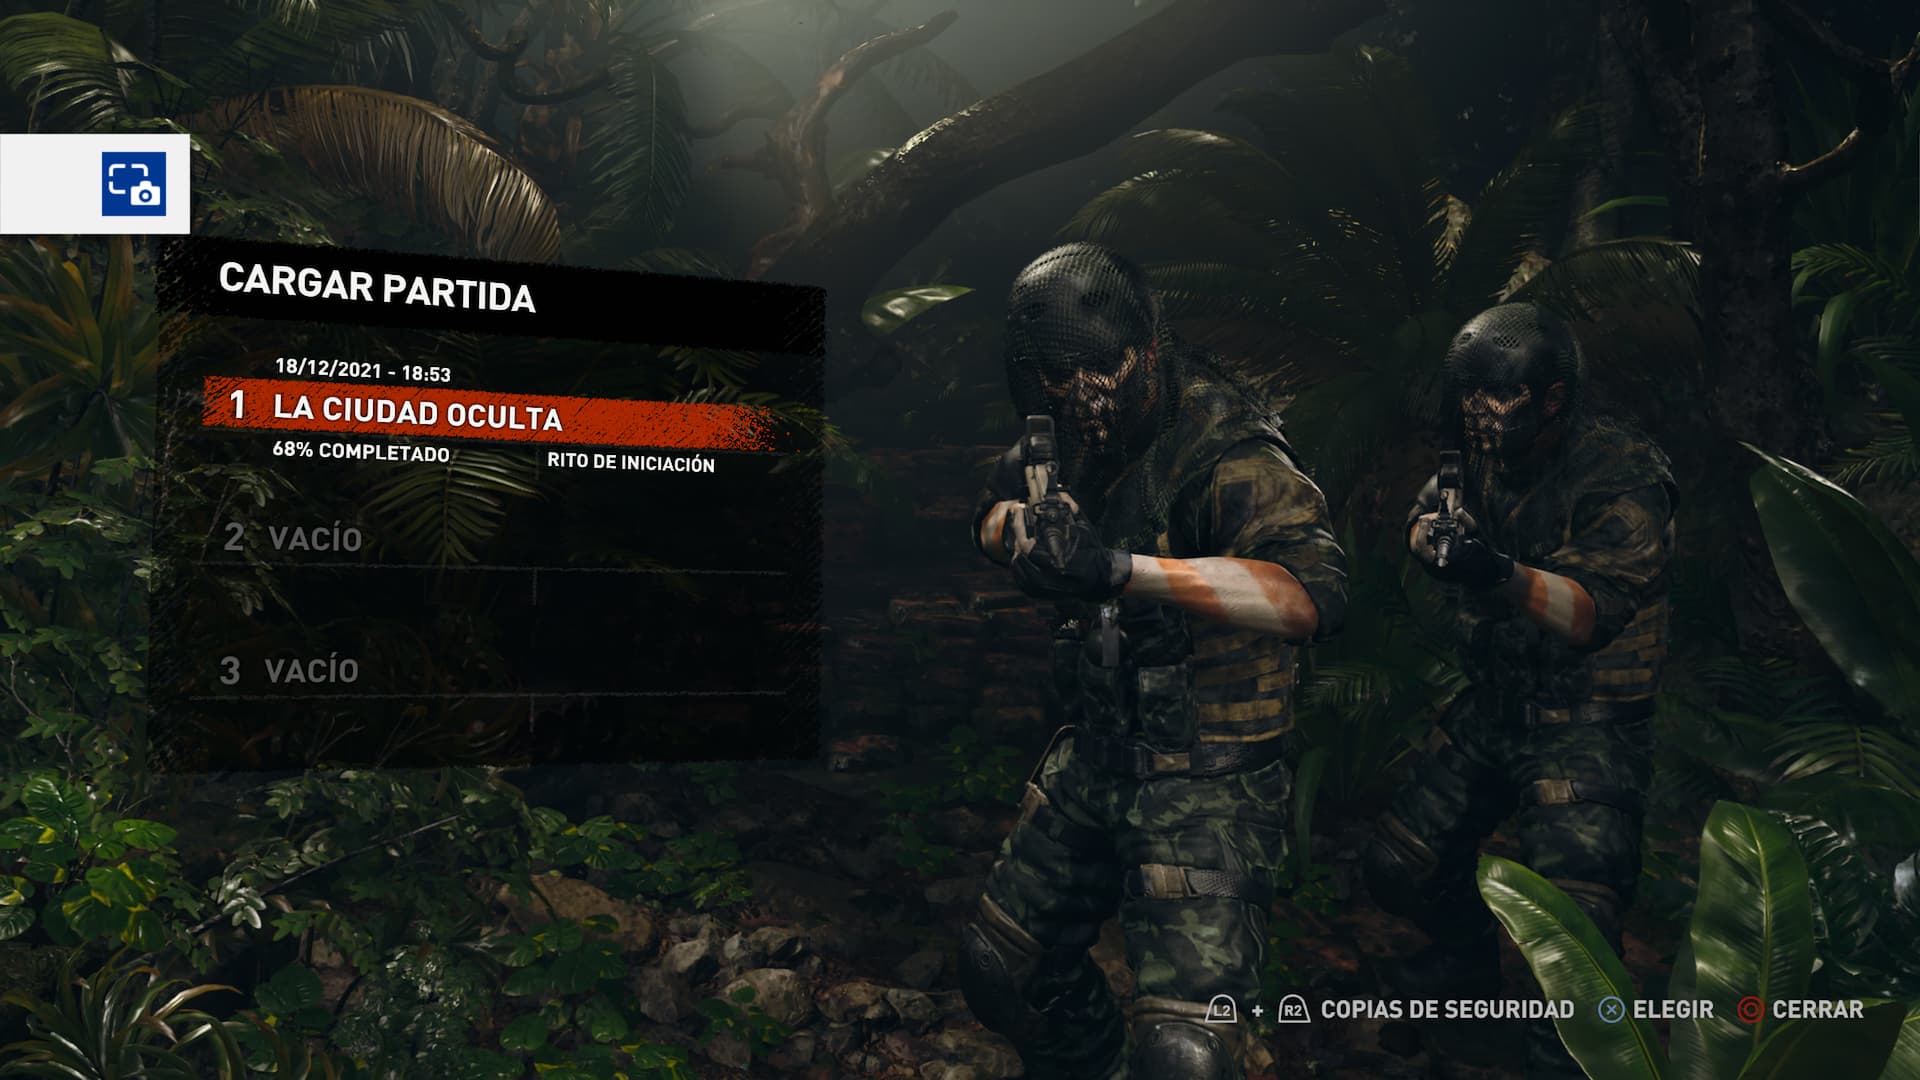 CARGAR PARTIDA
18/12/2021 - 18:53
1 LA CIUDAD OCULTA
68% COMPLETADO RITO DE INICIACIÓN
2 VACÍO
3 VACÍO
L2 + R2 COPIAS DE SEGURIDAD ELEGIR CERRAR